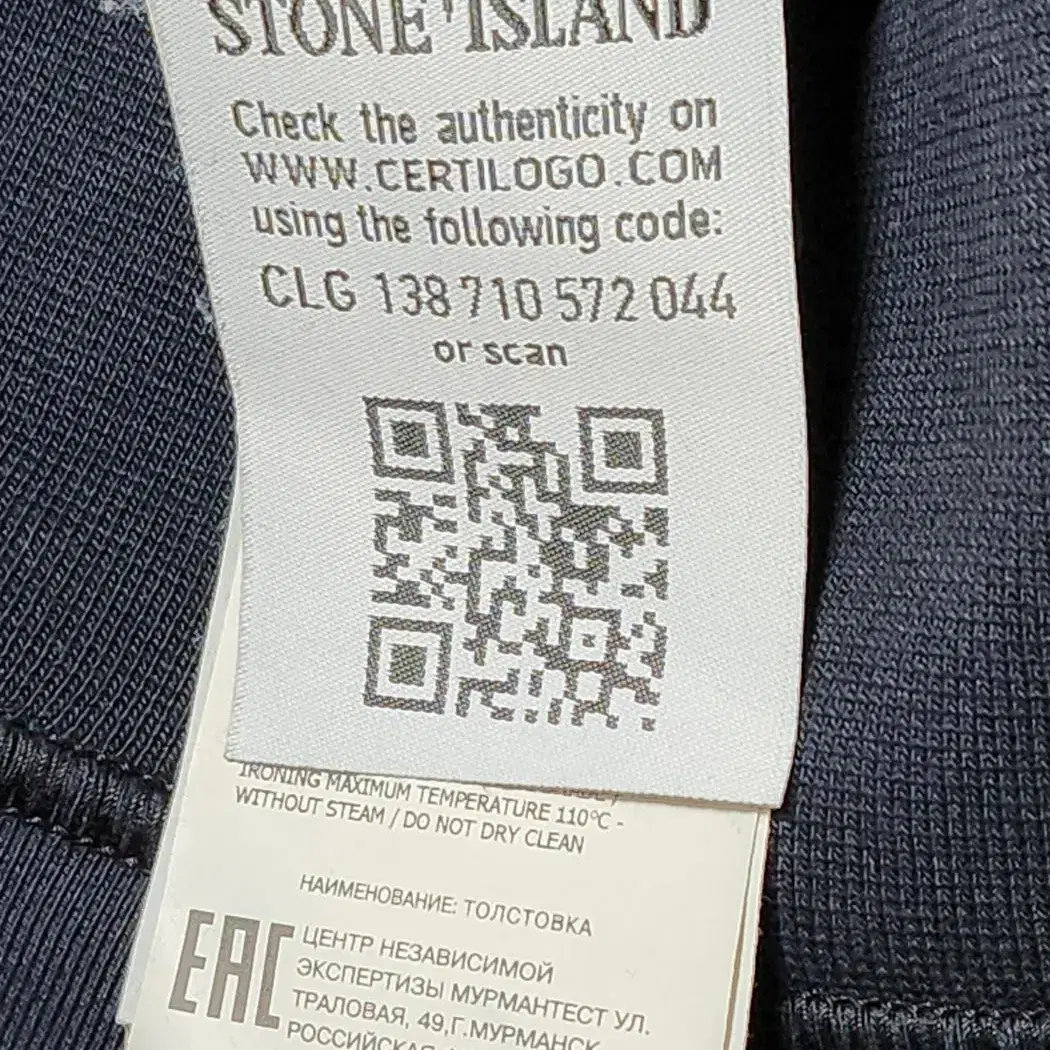 STONE ISLAND
Check the authenticity on
WWW.CERTILOGO.COM
using the following code:
CLG 138 710 572 044
or scan
IRONING MAXIMUM TEMPERATURE 110°C -
WITHOUT STEAM / DO NOT DRY CLEAN
НАИМЕНОВАНИЕ: ТОЛСТОВКА
EAC
ЦЕНТР НЕЗАВИСИМОЙ
ЭКСПЕРТИЗЫ МУРМАНТЕСТ УЛ.
ТРАЛОВАЯ, 49,Г.МУРМАНСК,